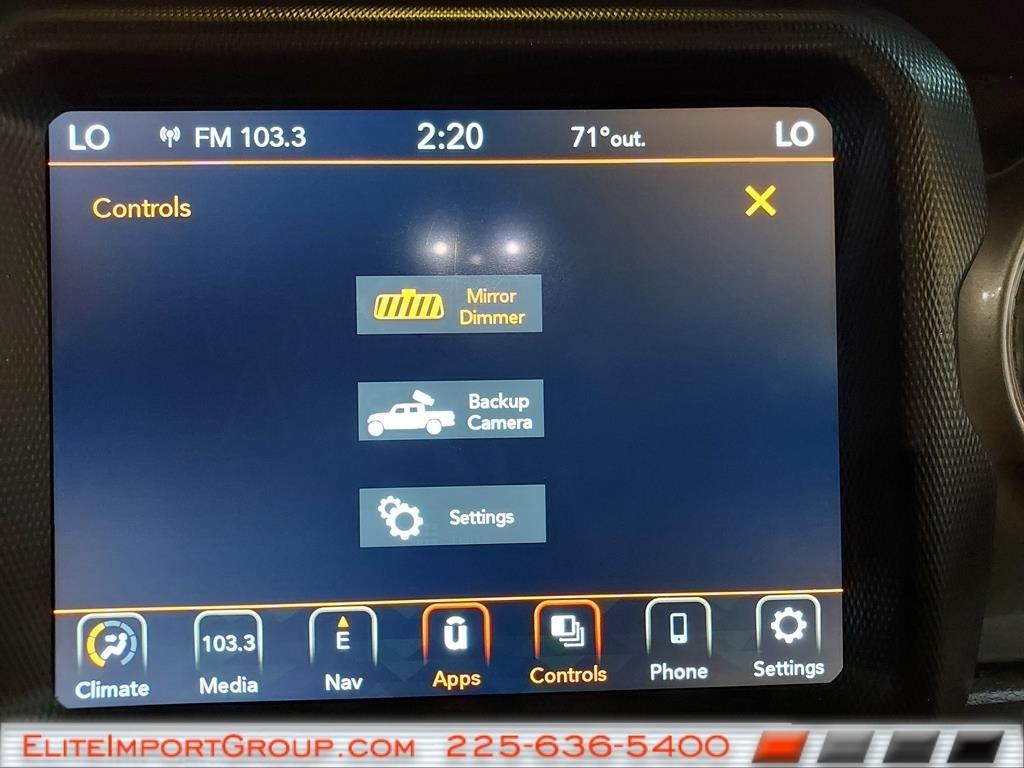 LO FM 103.3 2:20 71°out. LO
Controls
Mirror
Dimmer
Backup
Camera
Settings
103.3 E ū
Climate Media Nav Apps Controls Phone Settings
EliteImportGroup.com 225-636-5400